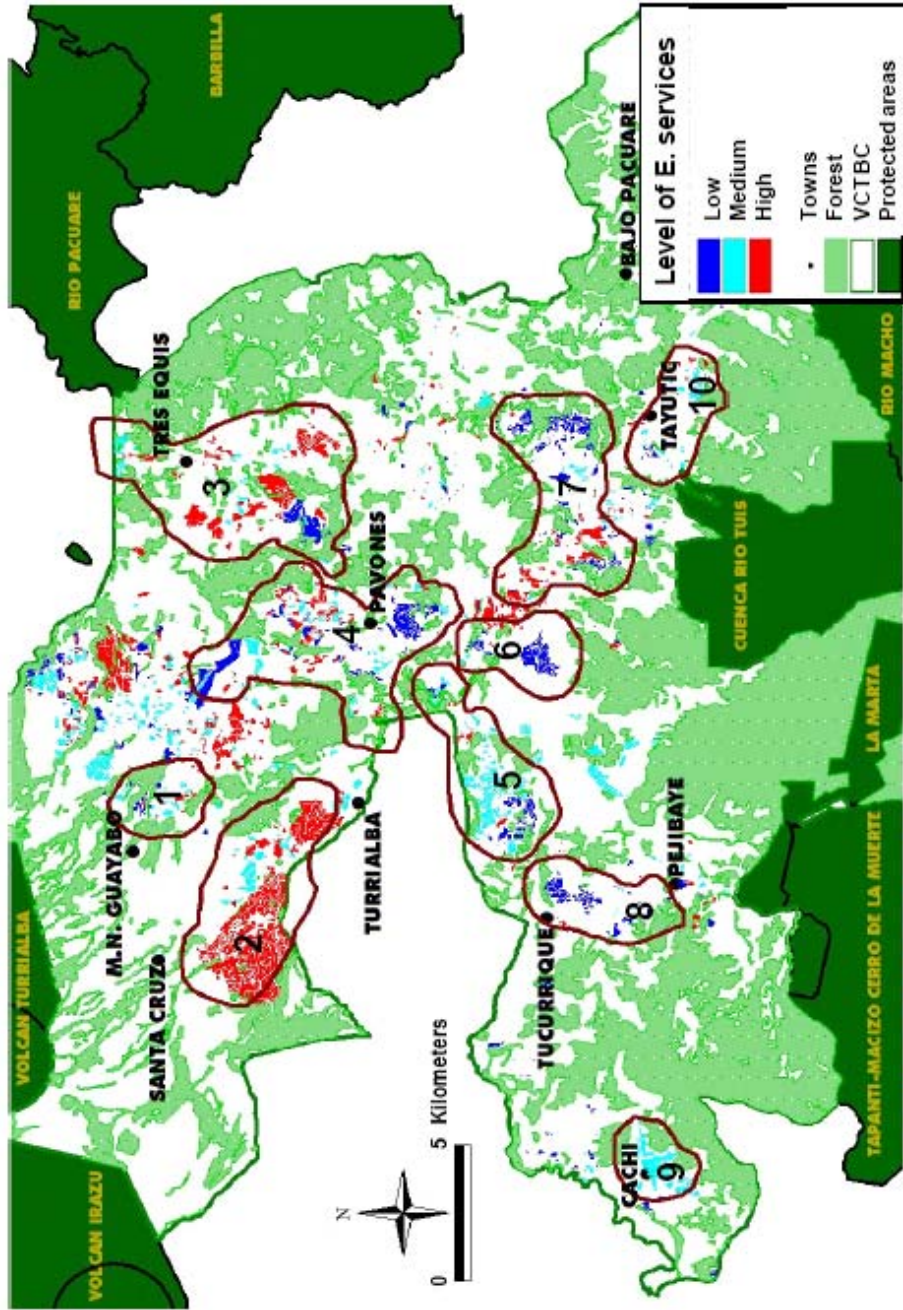 VOLCAN IRAZU
VOLCAN TURRIALBA
RIO PACUARE
BARBILLA
SANTA CRUZ
M.N. GUAYABO
1
2
TURRIALBA
TRES EQUIS
3
4
PAVONES
N
0 5 Kilometers
5
6
7
TUCURRIQUE
8
PEJIBAYE
CACHI
9
TAYUTIC
10
BAJO PACUARE
CUENCA RIO TUIS
LA MARTA
TAPANTI-MACIZO CERRO DE LA MUERTE
RIO MACHO
Level of E. services
Low
Medium
High
Towns
Forest
VCTBC
Protected areas